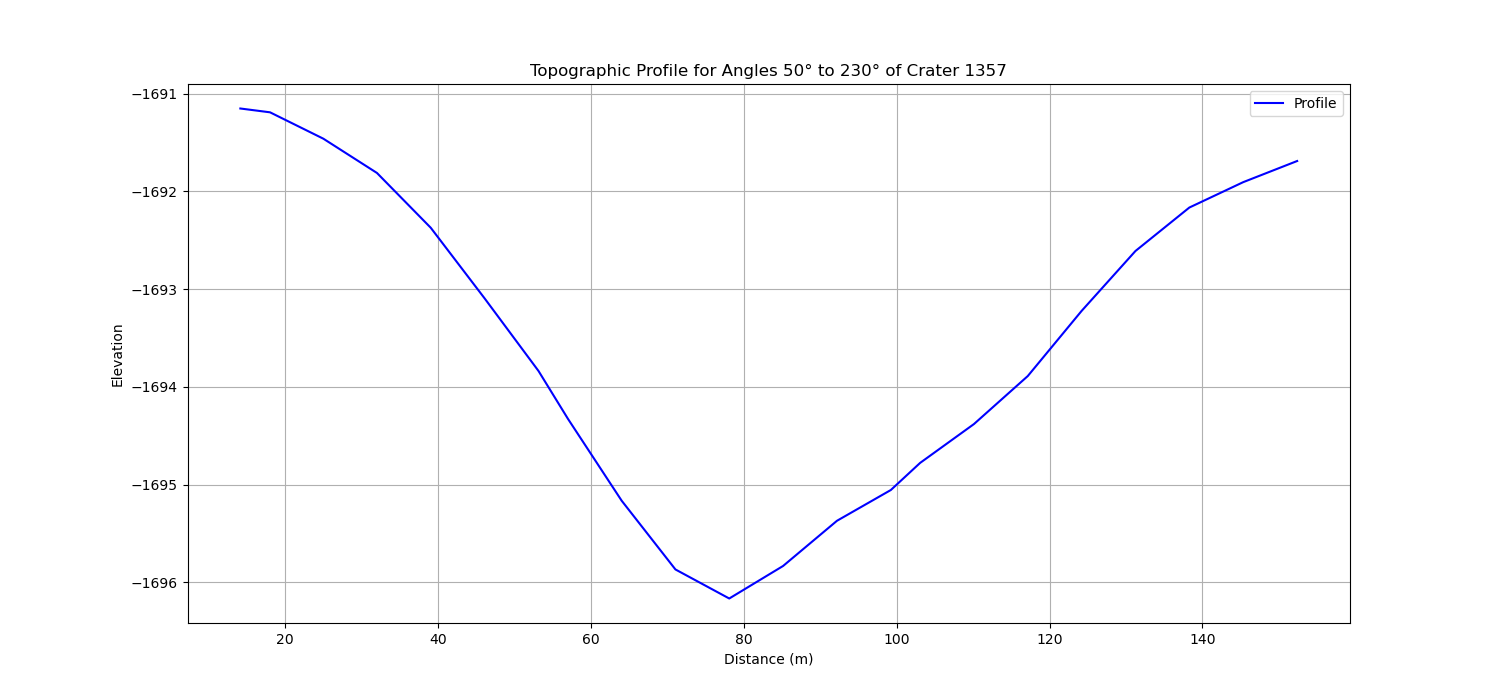 Topographic Profile for Angles 50° to 230° of Crater 1357
Profile
Elevation
−1691
−1692
−1693
−1694
−1695
−1696
20 40 60 80 100 120 140
Distance (m)